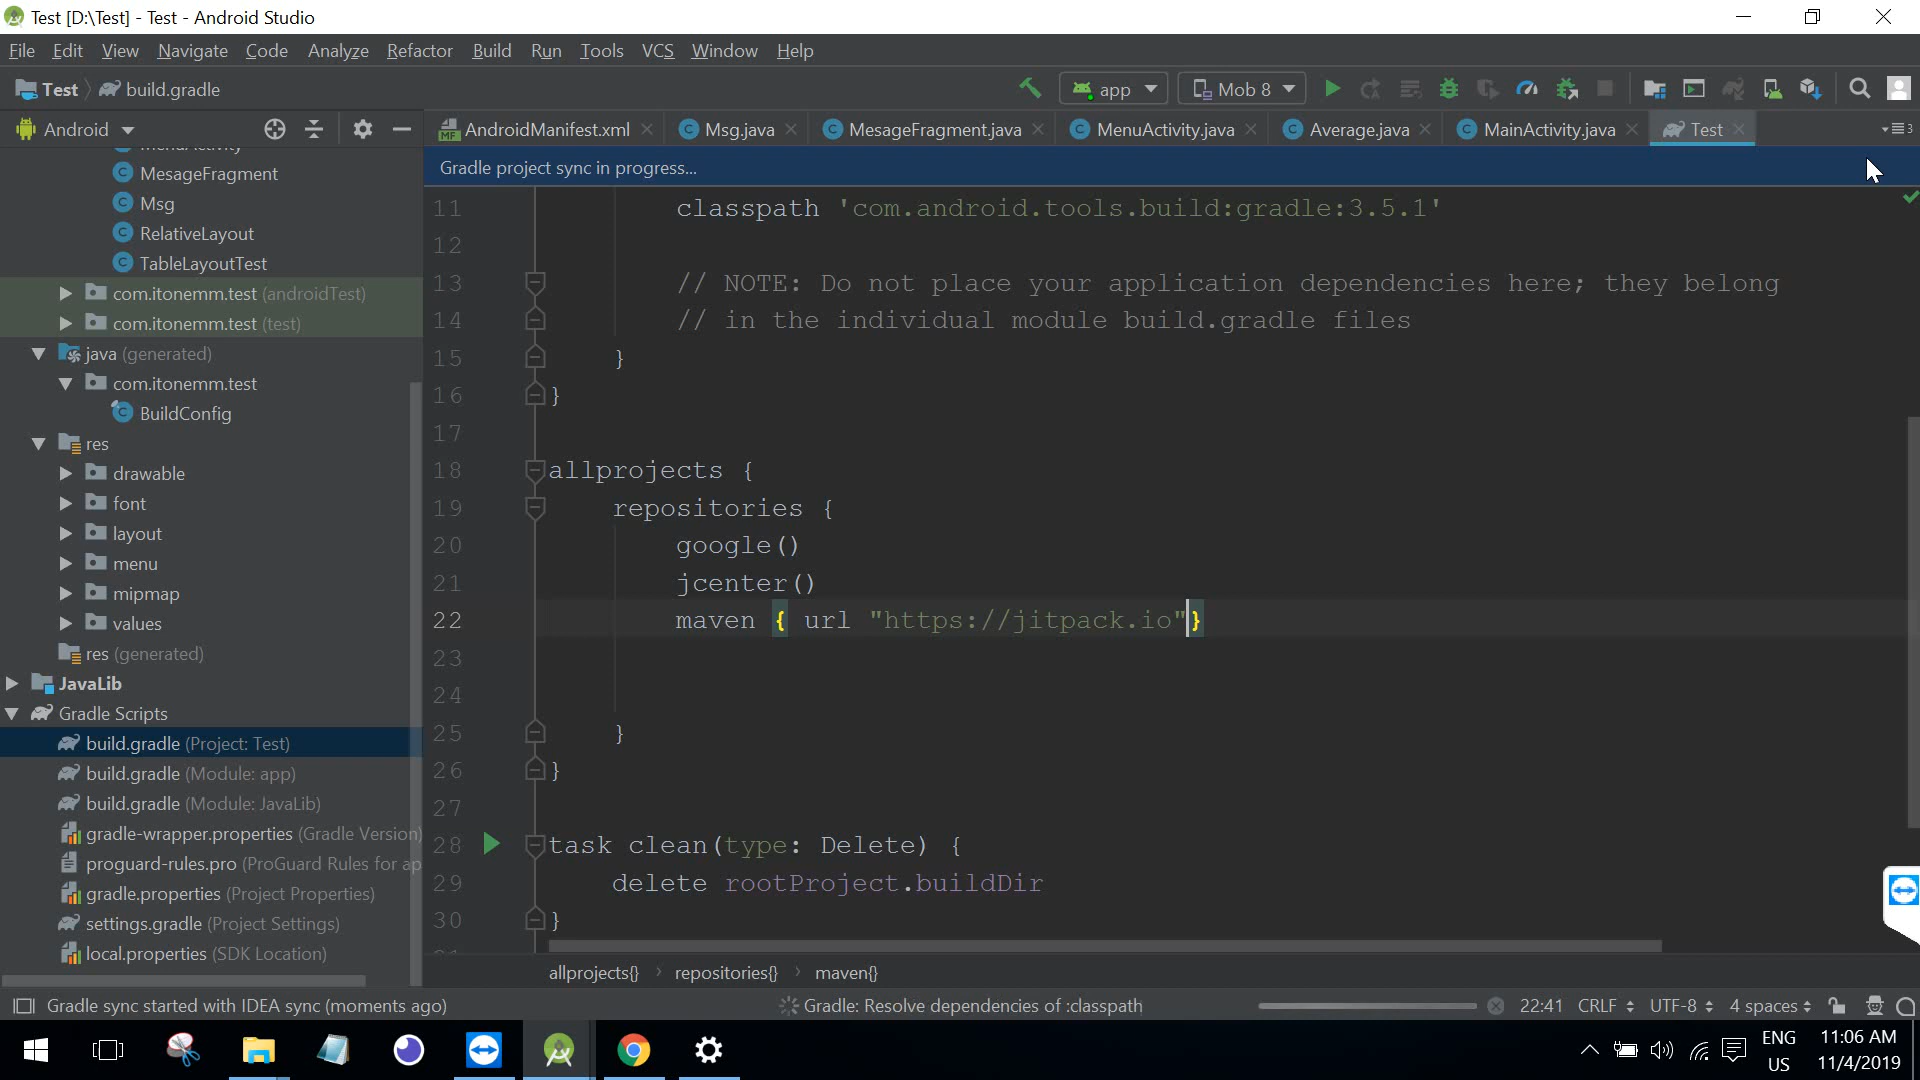 Test [D:\Test] - Test - Android Studio
File Edit View Navigate Code Analyze Refactor Build Run Tools VCS Window Help
Test build.gradle
app Mob 8
Android
AndroidManifest.xml Msg.java MesageFragment.java MenuActivity.java Average.java MainActivity.java Test 3
Gradle project sync in progress...
MenuActivity
MesageFragment
Msg
RelativeLayout
TableLayoutTest
com.itonemm.test (androidTest)
com.itonemm.test (test)
java (generated)
com.itonemm.test
BuildConfig
res
drawable
font
layout
menu
mipmap
values
res (generated)
JavaLib
Gradle Scripts
build.gradle (Project: Test)
build.gradle (Module: app)
build.gradle (Module: JavaLib)
gradle-wrapper.properties (Gradle Version)
proguard-rules.pro (ProGuard Rules for ap
gradle.properties (Project Properties)
settings.gradle (Project Settings)
local.properties (SDK Location)
11 classpath 'com.android.tools.build:gradle:3.5.1'
12
13 // NOTE: Do not place your application dependencies here; they belong
14 // in the individual module build.gradle files
15 }
16 }
17
18 allprojects {
19 repositories {
20 google()
21 jcenter()
22 maven { url "https://jitpack.io"}
23
24
25 }
26 }
27
28 task clean(type: Delete) {
29 delete rootProject.buildDir
30 }
allprojects{} › repositories{} › maven{}
Gradle sync started with IDEA sync (moments ago) Gradle: Resolve dependencies of :classpath 22:41 CRLF UTF-8 4 spaces
ENG
US
11:06 AM
11/4/2019